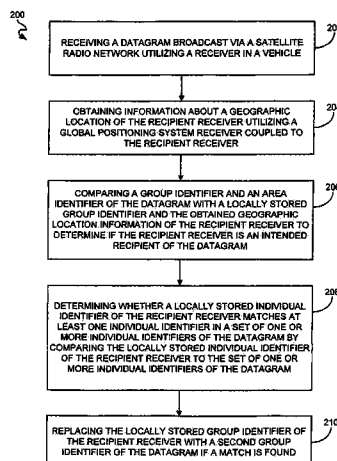 200
20
RECEIVING A DATAGRAM BROADCAST VIA A SATELLITE
RADIO NETWORK UTILIZING A RECEIVER IN A VEHICLE
20
OBTAINING INFORMATION ABOUT A GEOGRAPHIC
LOCATION OF THE RECIPIENT RECEIVER UTILIZING A
GLOBAL POSITIONING SYSTEM RECEIVER COUPLED TO
THE RECIPIENT RECEIVER
206
COMPARING A GROUP IDENTIFIER AND AN AREA
IDENTIFIER OF THE DATAGRAM WITH A LOCALLY STORED
GROUP IDENTIFIER AND THE OBTAINED GEOGRAPHIC
LOCATION INFORMATION OF THE RECIPIENT RECEIVER TO
DETERMINE IF THE RECIPIENT RECEIVER IS AN INTENDED
RECIPIENT OF THE DATAGRAM
208
DETERMINING WHETHER A LOCALLY STORED INDIVIDUAL
IDENTIFIER OF THE RECIPIENT RECEIVER MATCHES AT
LEAST ONE INDIVIDUAL IDENTIFIER IN A SET OF ONE OR
MORE INDIVIDUAL IDENTIFIERS OF THE DATAGRAM BY
COMPARING THE LOCALLY STORED INDIVIDUAL IDENTIFIER
OF THE RECIPIENT RECEIVER TO THE SET OF ONE OR
MORE INDIVIDUAL IDENTIFIERS OF THE DATAGRAM
210
REPLACING THE LOCALLY STORED GROUP IDENTIFIER OF
THE RECIPIENT RECEIVER WITH A SECOND GROUP
IDENTIFIER OF THE DATAGRAM IF A MATCH IS FOUND